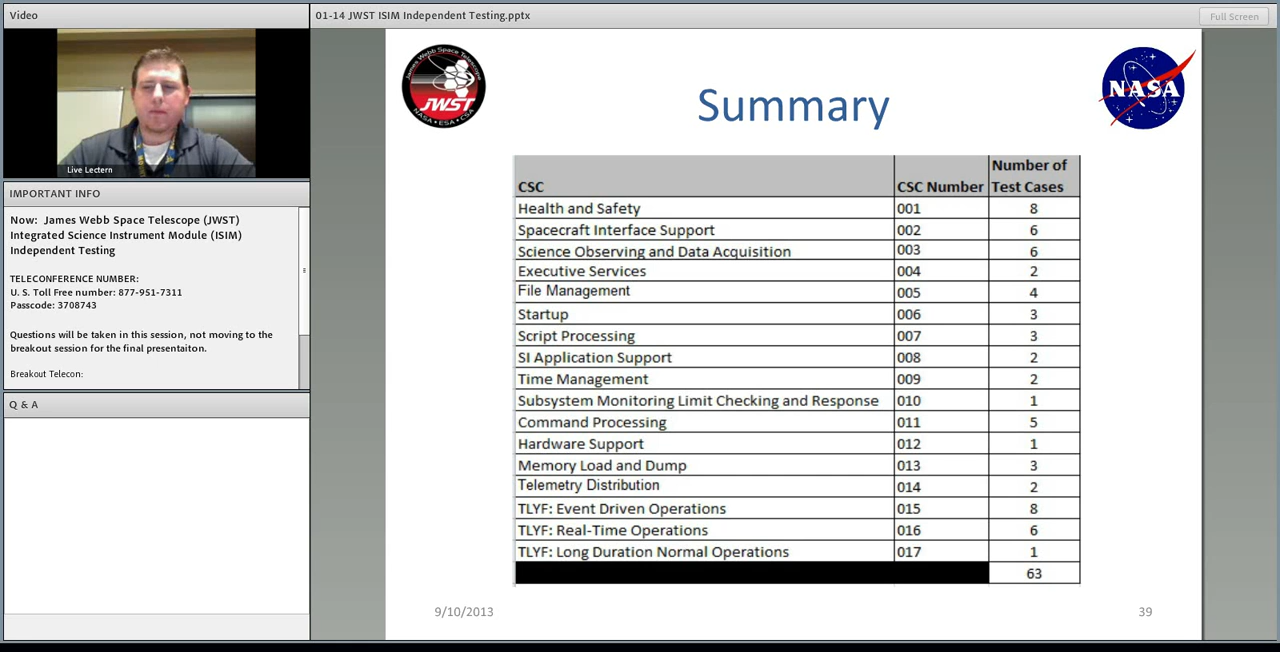 Video
Live Lectern
IMPORTANT INFO
Now: James Webb Space Telescope (JWST)
Integrated Science Instrument Module (ISIM)
Independent Testing
TELECONFERENCE NUMBER:
U. S. Toll Free number: 877-951-7311
Passcode: 3708743
Questions will be taken in this session, not moving to the
breakout session for the final presentaiton.
Breakout Telecon:
Q & A
01-14 JWST ISIM Independent Testing.pptx
Full Screen
James Webb Space Telescope
JWST
NASA • ESA • CSA
Summary
NASA
CSC CSC Number Number of Test Cases
Health and Safety 001 8
Spacecraft Interface Support 002 6
Science Observing and Data Acquisition 003 6
Executive Services 004 2
File Management 005 4
Startup 006 3
Script Processing 007 3
SI Application Support 008 2
Time Management 009 2
Subsystem Monitoring Limit Checking and Response 010 1
Command Processing 011 5
Hardware Support 012 1
Memory Load and Dump 013 3
Telemetry Distribution 014 2
TLYF: Event Driven Operations 015 8
TLYF: Real-Time Operations 016 6
TLYF: Long Duration Normal Operations 017 1
63
9/10/2013
39